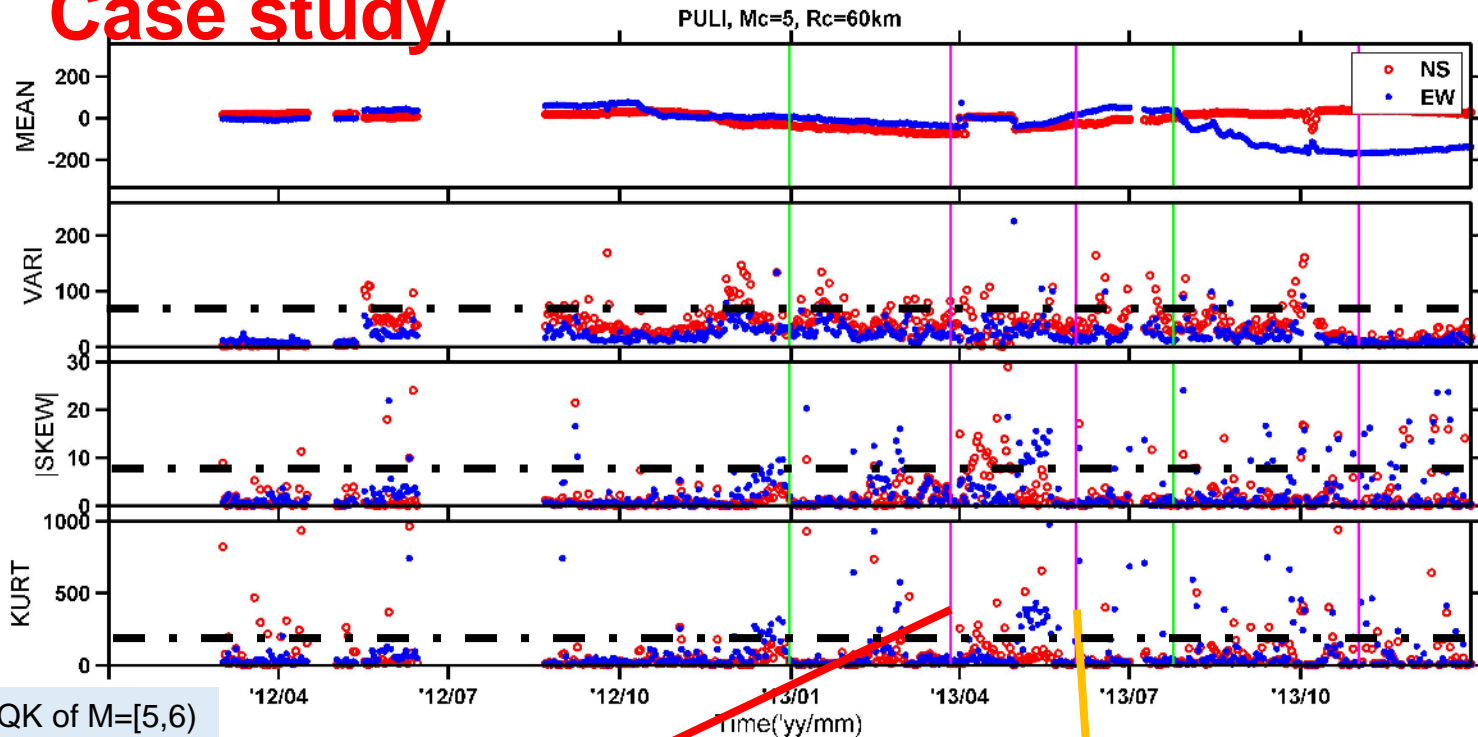 Case study
PULI, Mc=5, Rc=60km
NS
EW
MEAN
200
0
-200
VARI
200
100
0
|SKEW|
30
20
10
0
KURT
1000
500
0
'12/04 '12/07 '12/10 '13/01 '13/04 '13/07 '13/10
Time('yy/mm)
QK of M=[5,6)